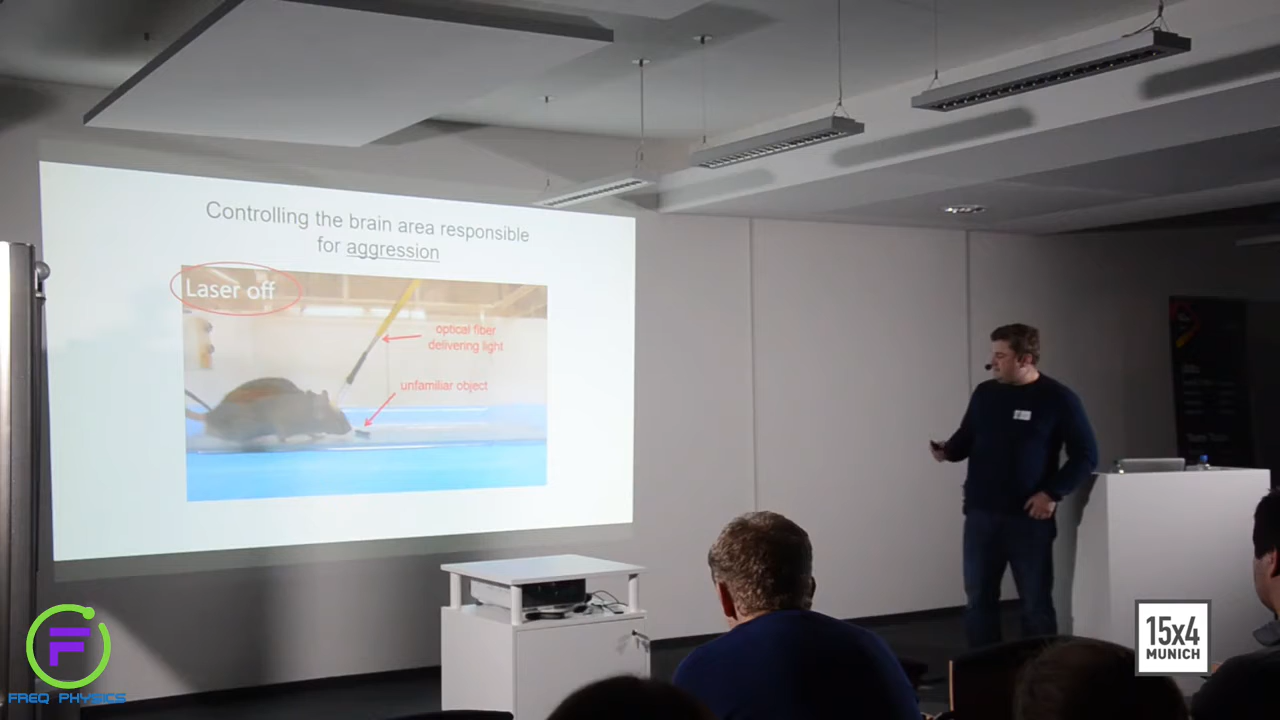 Controlling the brain area responsible
for aggression
Laser off
optical fiber
delivering light
unfamiliar object
15x4
MUNICH
F
FREQ PHYSICS